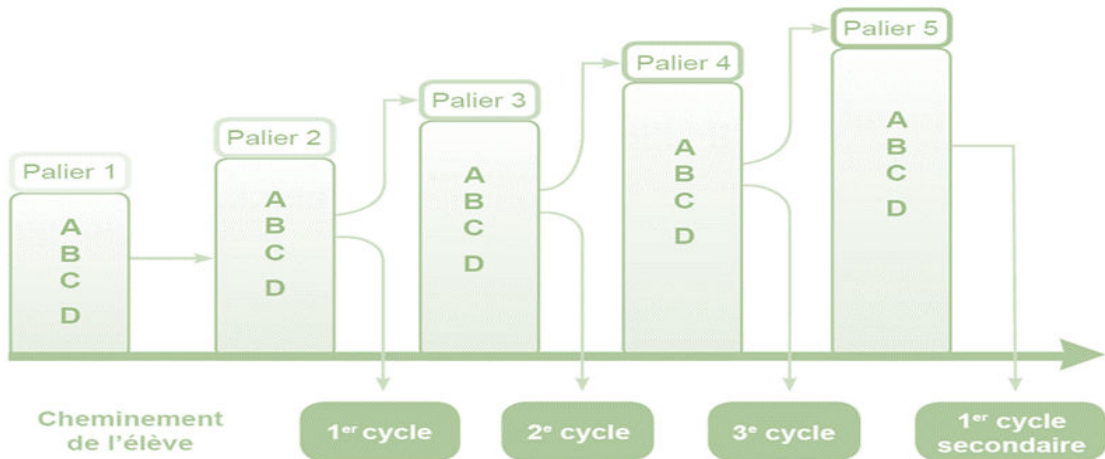 Palier 1
A
B
C
D
Palier 2
A
B
C
D
Palier 3
A
B
C
D
Palier 4
A
B
C
D
Palier 5
A
B
C
D
Cheminement
de l'élève
1er cycle
2e cycle
3e cycle
1er cycle
secondaire